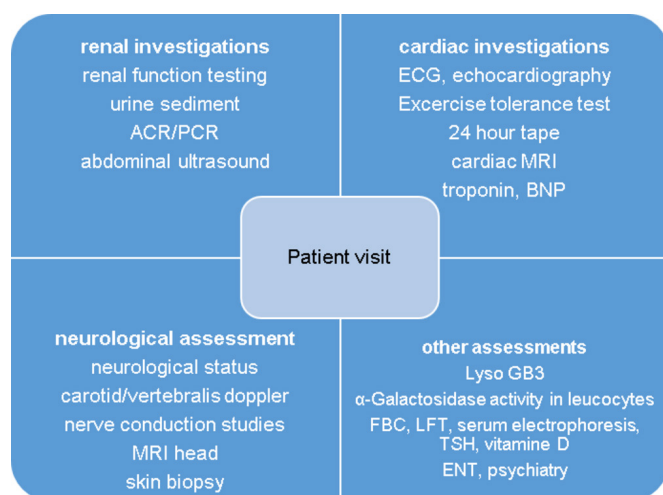 renal investigations
renal function testing
urine sediment
ACR/PCR
abdominal ultrasound
cardiac investigations
ECG, echocardiography
Excercise tolerance test
24 hour tape
cardiac MRI
troponin, BNP
Patient visit
neurological assessment
neurological status
carotid/vertebralis doppler
nerve conduction studies
MRI head
skin biopsy
other assessments
Lyso GB3
α-Galactosidase activity in leucocytes
FBC, LFT, serum electrophoresis,
TSH, vitamine D
ENT, psychiatry